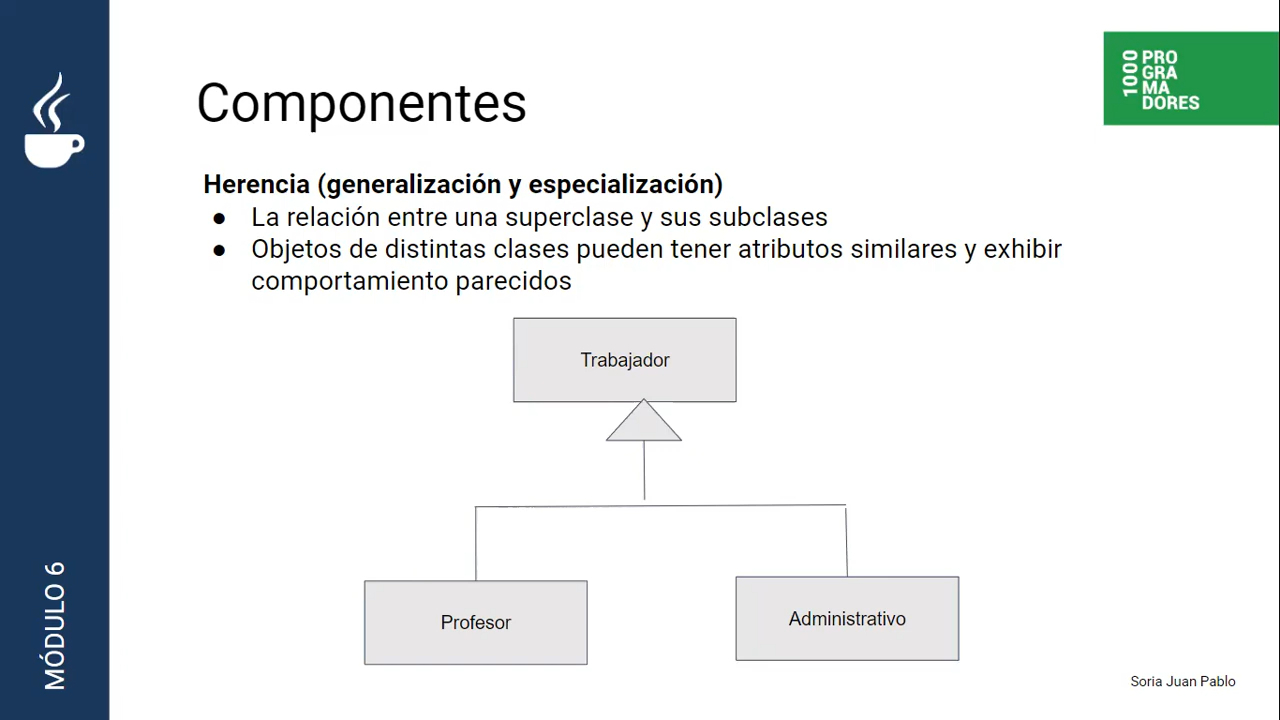 Componentes
1000
PRO
GRA
MA
DORES
Herencia (generalización y especialización)
● La relación entre una superclase y sus subclases
● Objetos de distintas clases pueden tener atributos similares y exhibir
comportamiento parecidos
Trabajador
Profesor
Administrativo
MÓDULO 6
Soria Juan Pablo